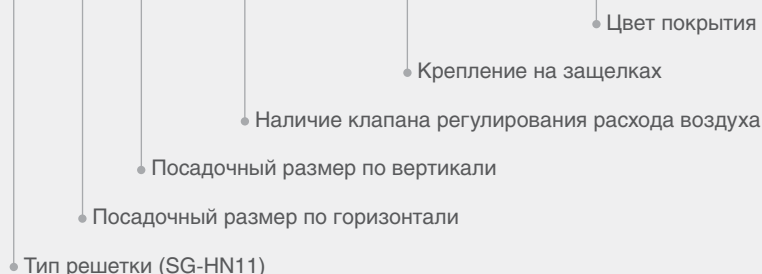 Цвет покрытия
Крепление на защелках
Наличие клапана регулирования расхода воздуха
Посадочный размер по вертикали
Посадочный размер по горизонтали
Тип решетки (SG-HN11)